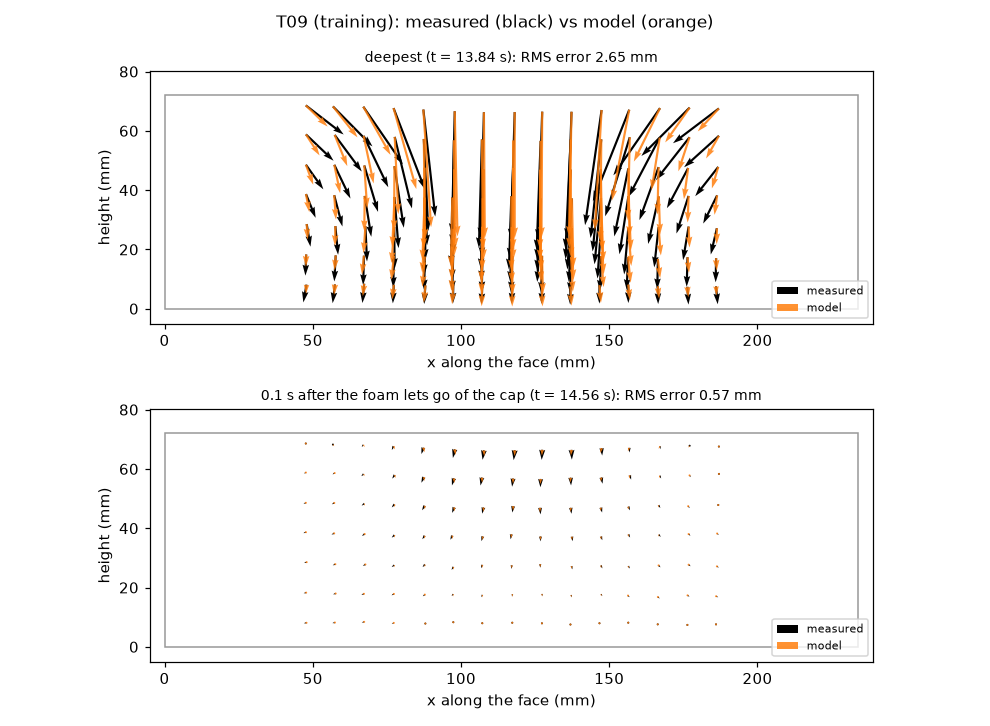 T09 (training): measured (black) vs model (orange)
deepest (t = 13.84 s): RMS error 2.65 mm
80
60
40
20
0
height (mm)
measured
model
0
50
100
150
200
x along the face (mm)
0.1 s after the foam lets go of the cap (t = 14.56 s): RMS error 0.57 mm
80
60
40
20
0
height (mm)
measured
model
0
50
100
150
200
x along the face (mm)